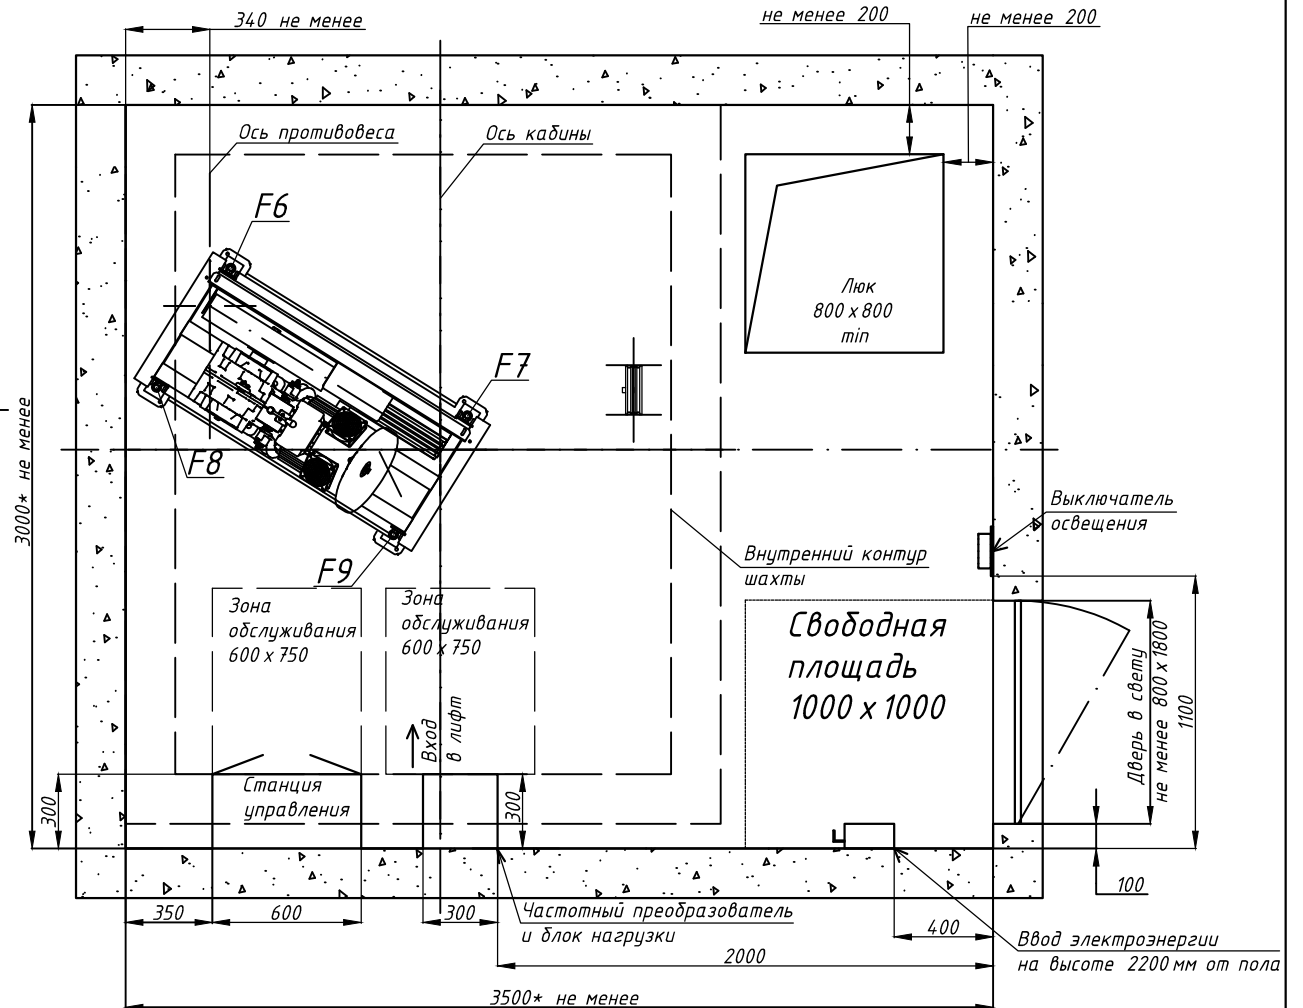 340 не менее
не менее 200
не менее 200
Ось противовеса
Ось кабины
F6
Люк
800 x 800
min
F7
3000* не менее
F8
Выключатель
освещения
Внутренний контур
шахты
F9
Зона
обслуживания
600 x 750
Зона
обслуживания
600 x 750
Свободная
площадь
1000 x 1000
Дверь в свету
не менее 800 x 1800
1100
Вход
в лифт
Станция
управления
300
300
100
350
600
300
Частотный преобразователь
и блок нагрузки
400
Ввод электроэнергии
на высоте 2200 мм от пола
2000
3500* не менее